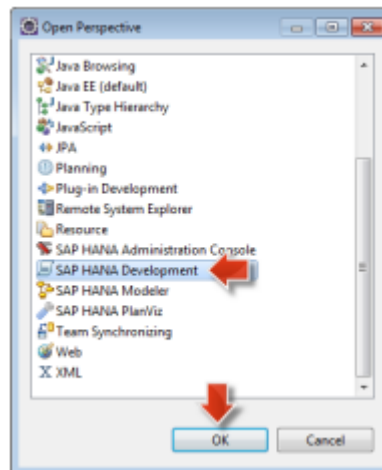 Open Perspective
Java Browsing
Java EE (default)
Java Type Hierarchy
JavaScript
JPA
Planning
Plug-in Development
Remote System Explorer
Resource
SAP HANA Administration Console
SAP HANA Development
SAP HANA Modeler
SAP HANA PlanViz
Team Synchronizing
Web
XML
OK Cancel